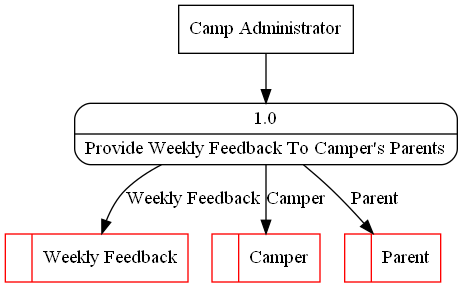 Camp Administrator
1.0
Provide Weekly Feedback To Camper's Parents
Weekly Feedback
Camper
Parent
Weekly Feedback
Camper
Parent